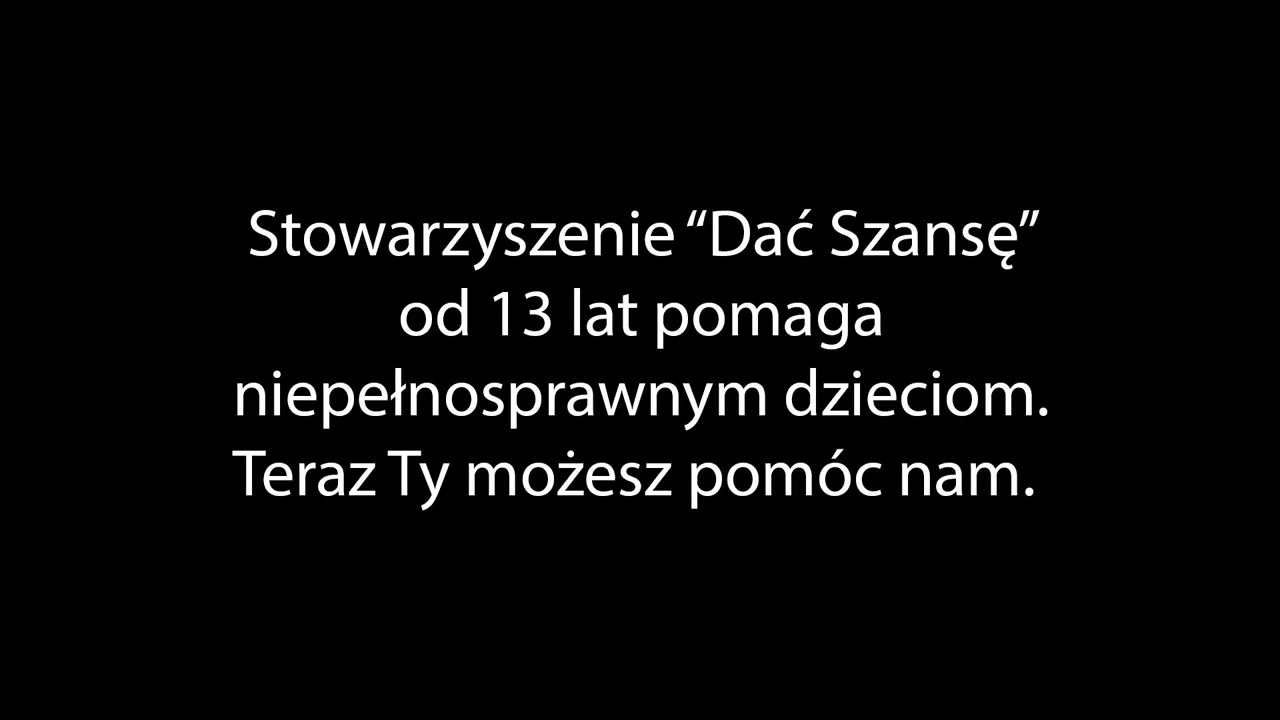 Stowarzyszenie “Dać Szansę”
od 13 lat pomaga
niepełnosprawnym dzieciom.
Teraz Ty możesz pomóc nam.